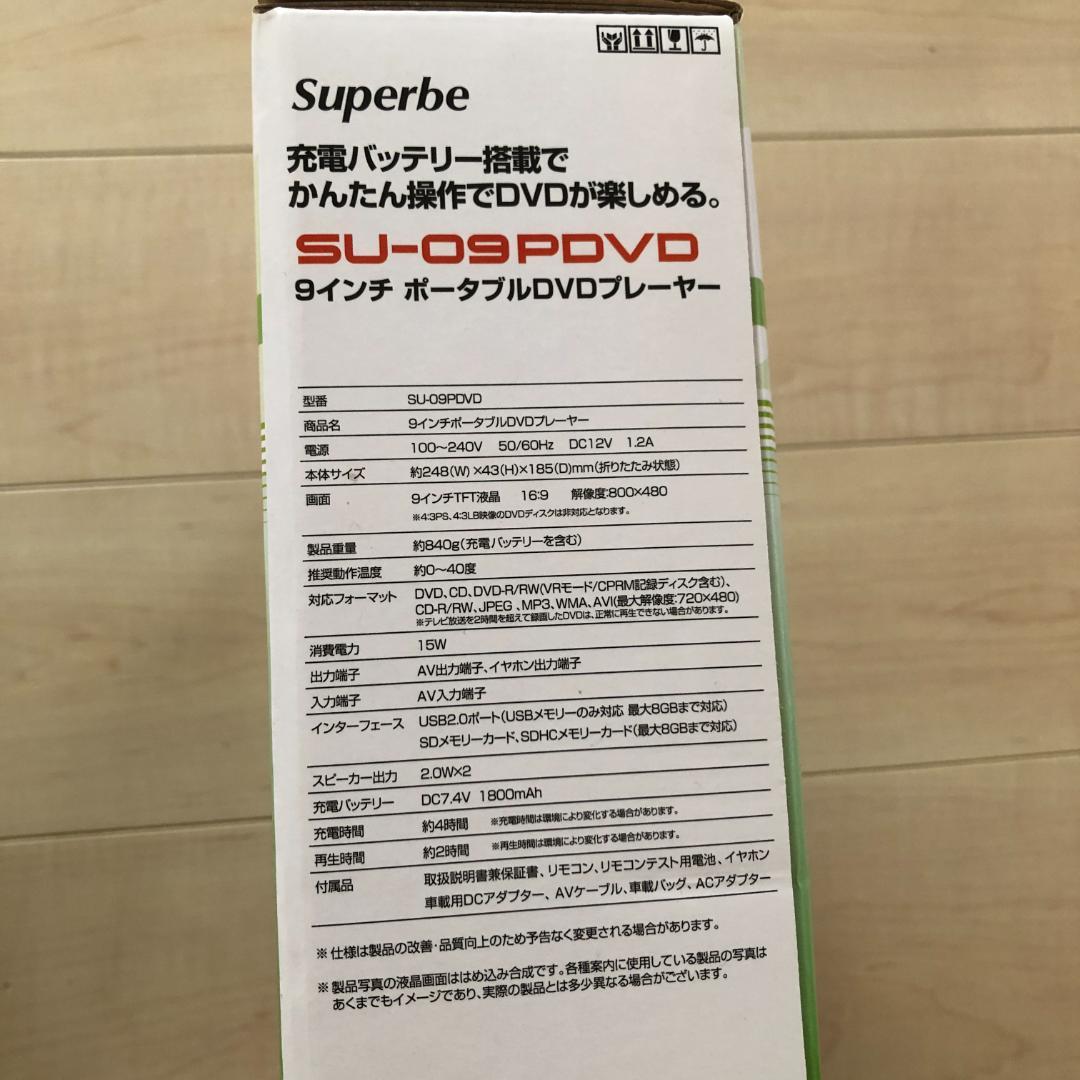 Superbe
充電バッテリー搭載で
かんたん操作でDVDが楽しめる。
SU-09PDVD
9インチ ポータブルDVDプレーヤー
型番 SU-09PDVD
商品名 9インチポータブルDVDプレーヤー
電源 100〜240V 50/60Hz DC12V 1.2A
本体サイズ 約248(W)×43(H)×185(D)mm(折りたたみ状態)
画面 9インチTFT液晶 16:9 解像度:800×480
※4:3PS、4:3LB映像のDVDディスクは非対応となります。
製品重量 約840g(充電バッテリーを含む)
推奨動作温度 約0〜40度
対応フォーマット DVD、CD、DVD-R/RW(VRモード/CPRM記録ディスク含む)、
CD-R/RW、JPEG、MP3、WMA、AVI(最大解像度:720×480)
※テレビ放送を2時間を超えて録画したDVDは、正常に再生できない場合があります。
消費電力 15W
出力端子 AV出力端子、イヤホン出力端子
入力端子 AV入力端子
インターフェース USB2.0ポート(USBメモリーのみ対応 最大8GBまで対応)
SDメモリーカード、SDHCメモリーカード(最大8GBまで対応)
スピーカー出力 2.0W×2
充電バッテリー DC7.4V 1800mAh
充電時間 約4時間 ※充電時間は環境により変化する場合があります。
再生時間 約2時間 ※再生時間は環境により変化する場合があります。
付属品 取扱説明書兼保証書、リモコン、リモコンテスト用電池、イヤホン
車載用DCアダプター、AVケーブル、車載バッグ、ACアダプター
※仕様は製品の改善・品質向上のため予告なく変更される場合があります。
※製品写真の液晶画面ははめ込み合成です。各種案内に使用している製品の写真は
あくまでもイメージであり、実際の製品とは多少異なる場合がございます。